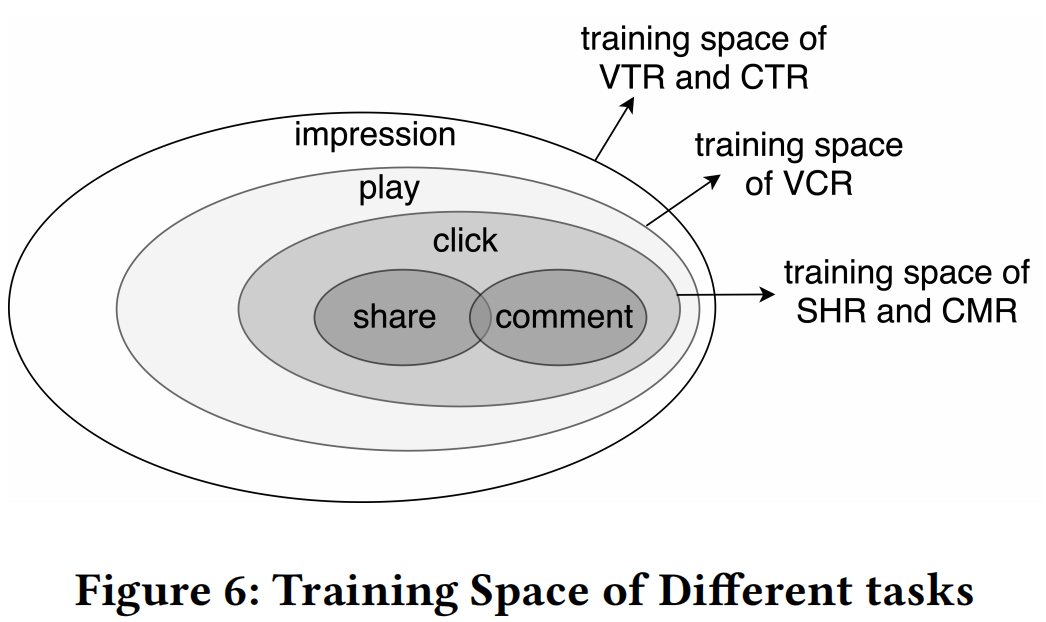 training space of
VTR and CTR
impression
training space
of VCR
play
click
training space of
SHR and CMR
share
comment
Figure 6: Training Space of Different tasks